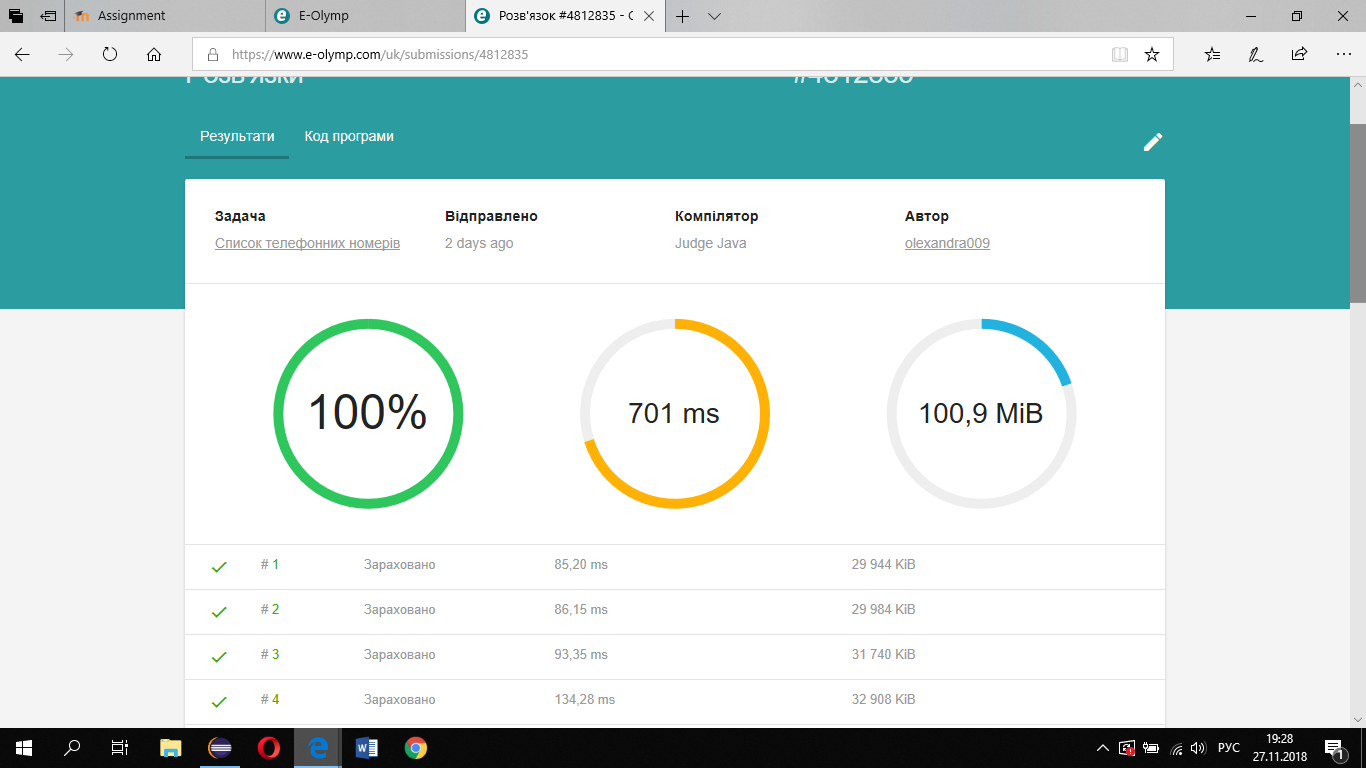 Assignment
E-Olymp
Розв'язок #4812835 - C
https://www.e-olymp.com/uk/submissions/4812835
Розв'язки #4812835
Результати Код програми
Задача Відправлено Компілятор Автор
Список телефонних номерів 2 days ago Judge Java olexandra009
100% 701 ms 100,9 MiB
# 1 Зараховано 85,20 ms 29 944 KiB
# 2 Зараховано 86,15 ms 29 984 KiB
# 3 Зараховано 93,35 ms 31 740 KiB
# 4 Зараховано 134,28 ms 32 908 KiB
РУС
19:28
27.11.2018
1